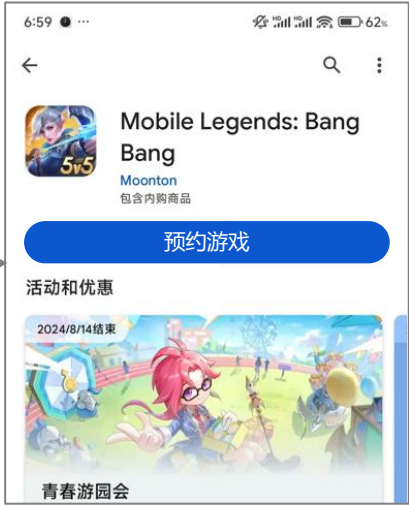 6:59
62%
Mobile Legends: Bang
Bang
5v5
Moonton
包含内购商品
预约游戏
活动和优惠
2024/8/14结束
青春游园会